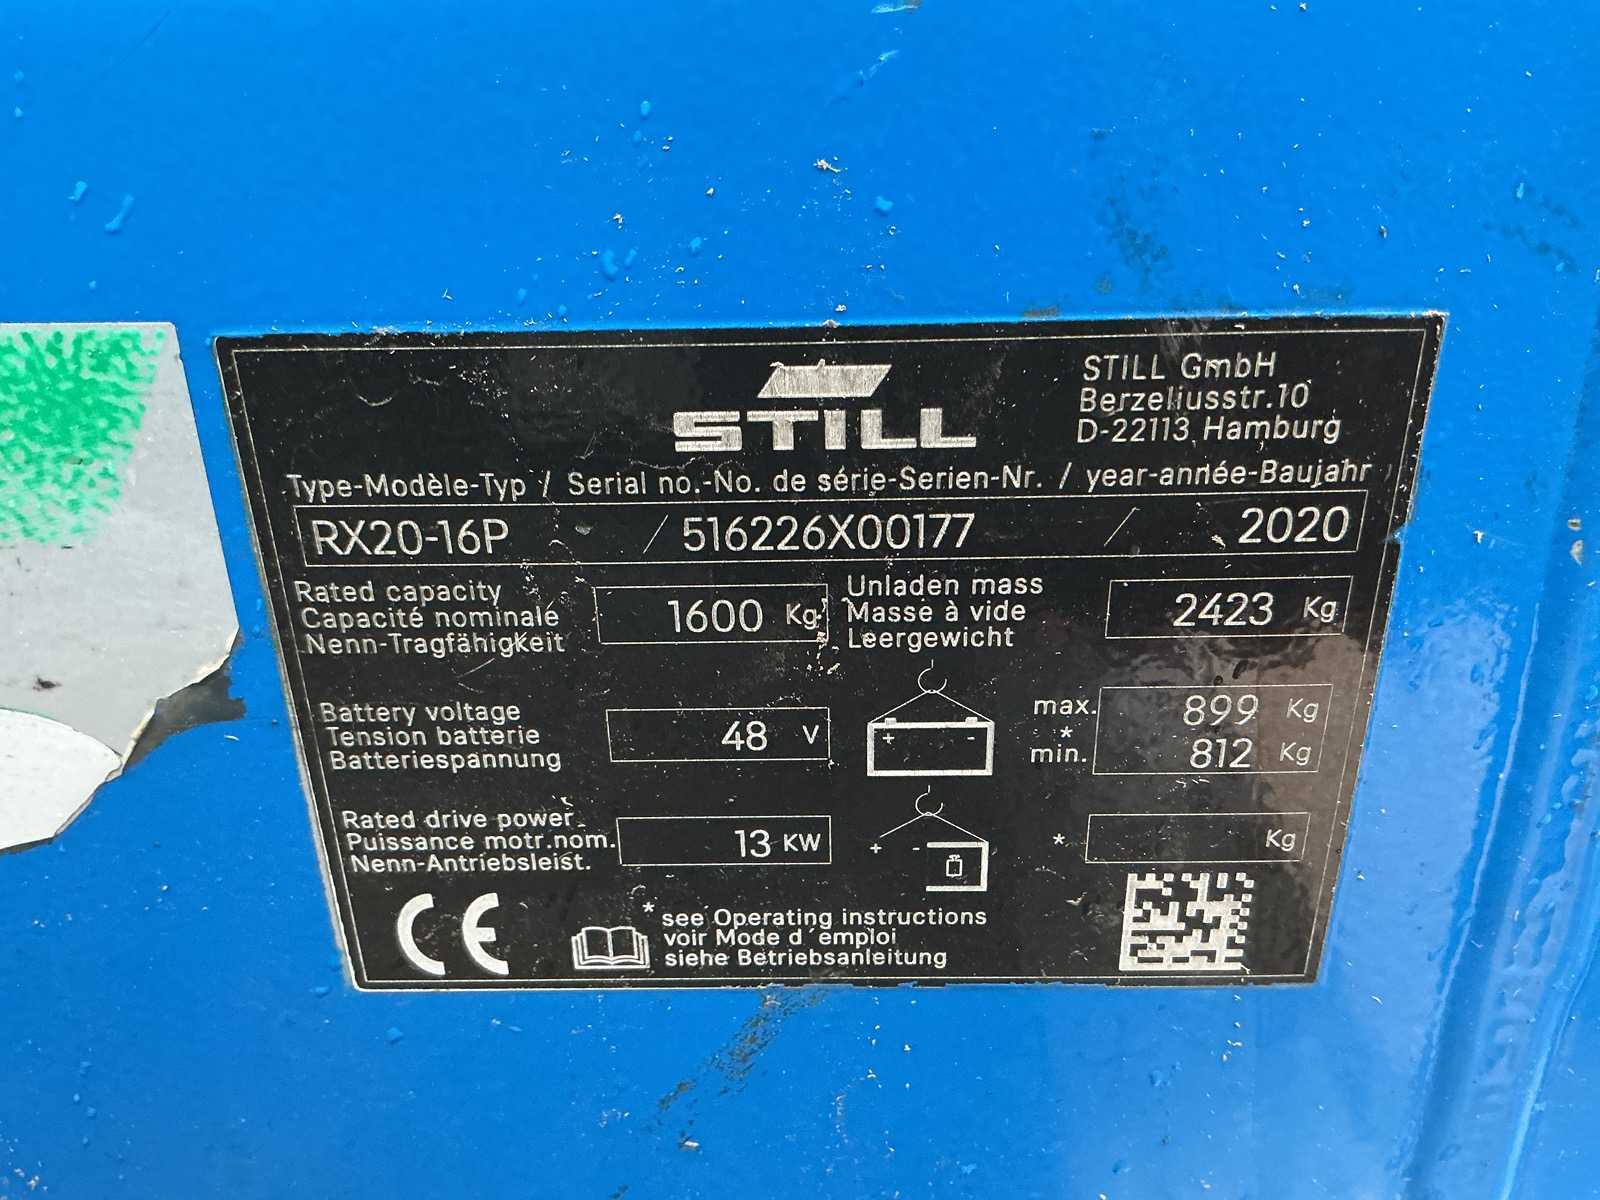 STILL
STILL GmbH
Berzeliusstr.10
D-22113 Hamburg
Type-Modèle-Typ / Serial no.-No. de série-Serien-Nr. / year-année-Baujahr
RX20-16P / 516226X00177 / 2020
Rated capacity
Capacité nominale
Nenn-Tragfähigkeit
1600 Kg
Unladen mass
Masse à vide
Leergewicht
2423 Kg
Battery voltage
Tension batterie
Batteriespannung
48 V
+ -
max. 899 Kg
*
min. 812 Kg
Rated drive power
Puissance motr.nom.
Nenn-Antriebsleist.
13 KW
+ -
* Kg
CE
* see Operating instructions
voir Mode d´emploi
siehe Betriebsanleitung